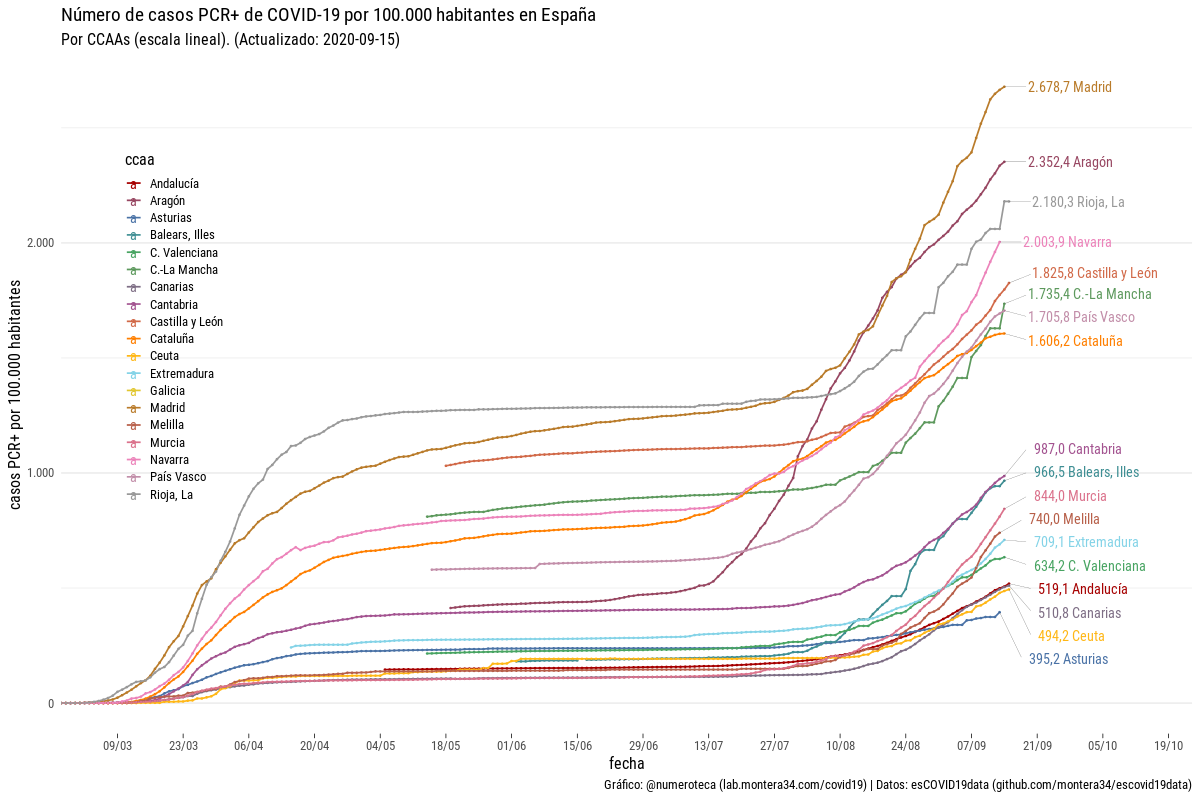 Número de casos PCR+ de COVID-19 por 100.000 habitantes en España
Por CCAAs (escala lineal). (Actualizado: 2020-09-15)
casos PCR+ por 100.000 habitantes
2.000
1.000
0
ccaa
Andalucía
Aragón
Asturias
Balears, Illes
C. Valenciana
C.-La Mancha
Canarias
Cantabria
Castilla y León
Cataluña
Ceuta
Extremadura
Galicia
Madrid
Melilla
Murcia
Navarra
País Vasco
Rioja, La
2.678,7 Madrid
2.352,4 Aragón
2.180,3 Rioja, La
2.003,9 Navarra
1.825,8 Castilla y León
1.735,4 C.-La Mancha
1.705,8 País Vasco
1.606,2 Cataluña
987,0 Cantabria
966,5 Balears, Illes
844,0 Murcia
740,0 Melilla
709,1 Extremadura
634,2 C. Valenciana
519,1 Andalucía
510,8 Canarias
494,2 Ceuta
395,2 Asturias
09/03 23/03 06/04 20/04 04/05 18/05 01/06 15/06 29/06 13/07 27/07 10/08 24/08 07/09 21/09 05/10 19/10
fecha
Gráfico: @numeroteca (lab.montera34.com/covid19) | Datos: esCOVID19data (github.com/montera34/escovid19data)